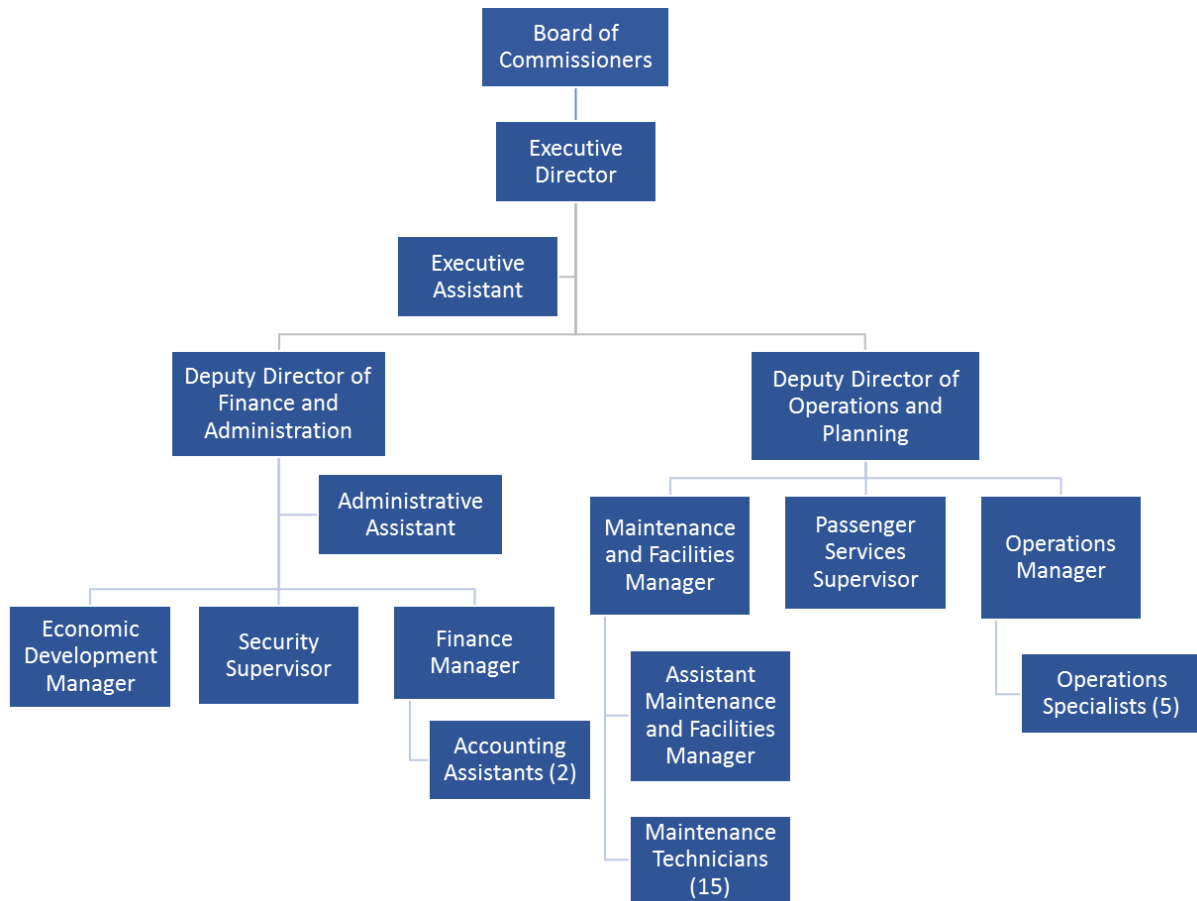 Board of
Commissioners
Executive
Director
Executive
Assistant
Deputy Director of
Finance and
Administration
Deputy Director of
Operations and
Planning
Administrative
Assistant
Maintenance
and Facilities
Manager
Passenger
Services
Supervisor
Operations
Manager
Economic
Development
Manager
Security
Supervisor
Finance
Manager
Assistant
Maintenance
and Facilities
Manager
Operations
Specialists (5)
Accounting
Assistants (2)
Maintenance
Technicians
(15)